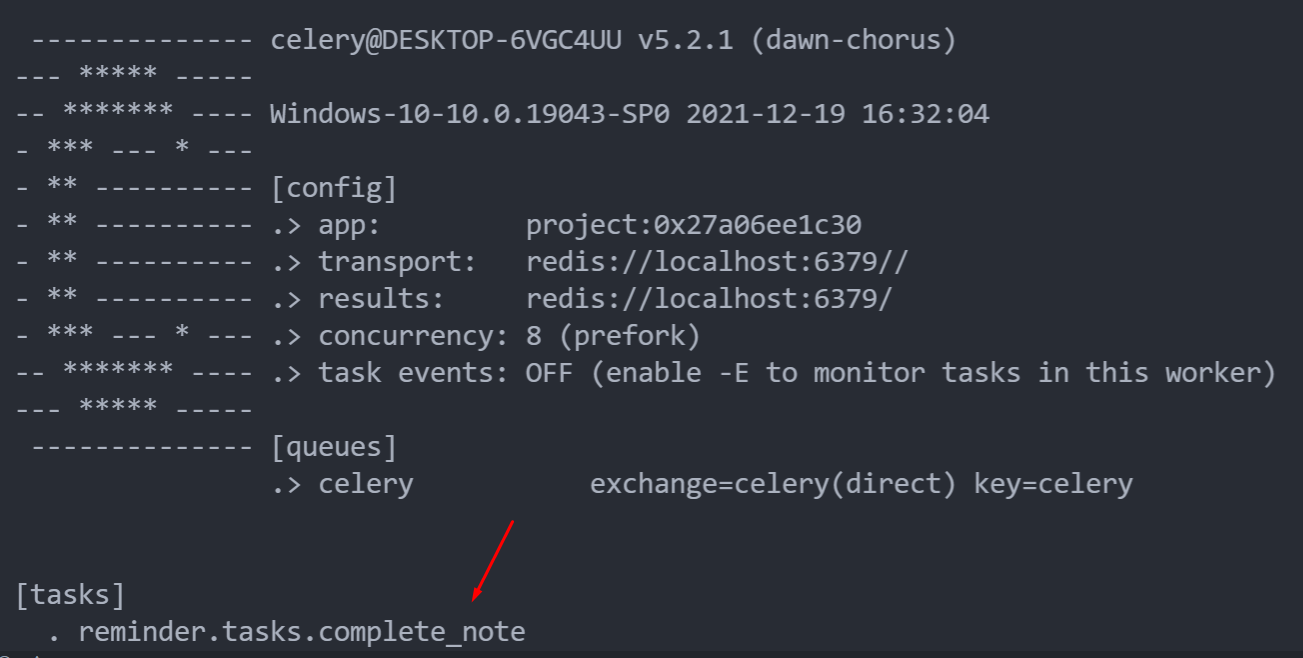 -------------- celery@DESKTOP-6VGC4UU v5.2.1 (dawn-chorus)
--- ***** -----
-- ******* ---- Windows-10-10.0.19043-SP0 2021-12-19 16:32:04
- *** --- * ---
- ** ---------- [config]
- ** ---------- .> app:         project:0x27a06ee1c30
- ** ---------- .> transport:   redis://localhost:6379//
- ** ---------- .> results:     redis://localhost:6379/
- *** --- * --- .> concurrency: 8 (prefork)
-- ******* ---- .> task events: OFF (enable -E to monitor tasks in this worker)
--- ***** -----
 -------------- [queues]
                .> celery           exchange=celery(direct) key=celery
[tasks]
  . reminder.tasks.complete_note